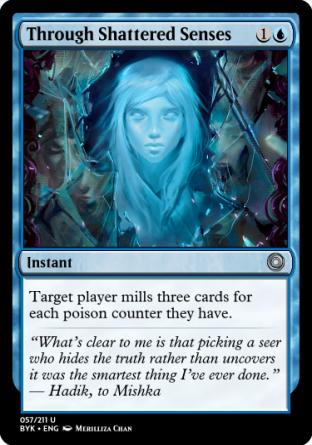 Through Shattered Senses 1
Instant
Target player mills three cards for
each poison counter they have.
“What's clear to me is that picking a seer
who hides the truth rather than uncovers
it was the smartest thing I've ever done.”
— Hadik, to Mishka
057/211 U
BYK • ENG Merilliza Chan